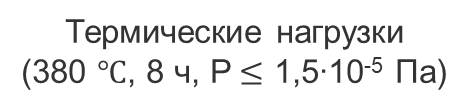 Термические нагрузки
(380 ℃, 8 ч, P ≤ 1,5·10⁻⁵ Па)